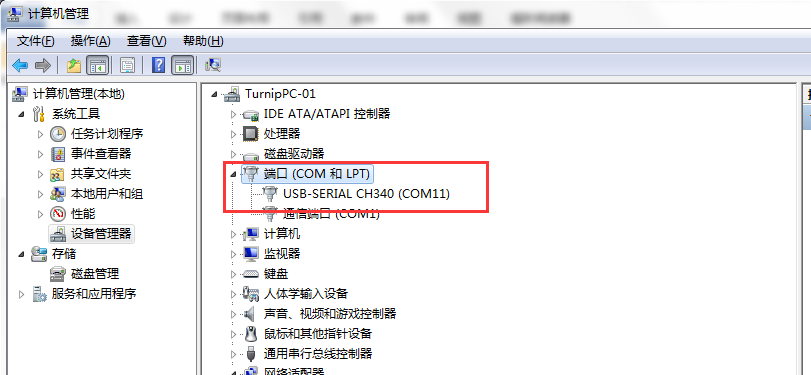 计算机管理
文件(F) 操作(A) 查看(V) 帮助(H)
计算机管理(本地)
系统工具
任务计划程序
事件查看器
共享文件夹
本地用户和组
性能
设备管理器
存储
磁盘管理
服务和应用程序
TurnipPC-01
IDE ATA/ATAPI 控制器
处理器
磁盘驱动器
端口 (COM 和 LPT)
USB-SERIAL CH340 (COM11)
通信端口 (COM1)
计算机
监视器
键盘
人体学输入设备
声音、视频和游戏控制器
鼠标和其他指针设备
通用串行总线控制器
网络适配器